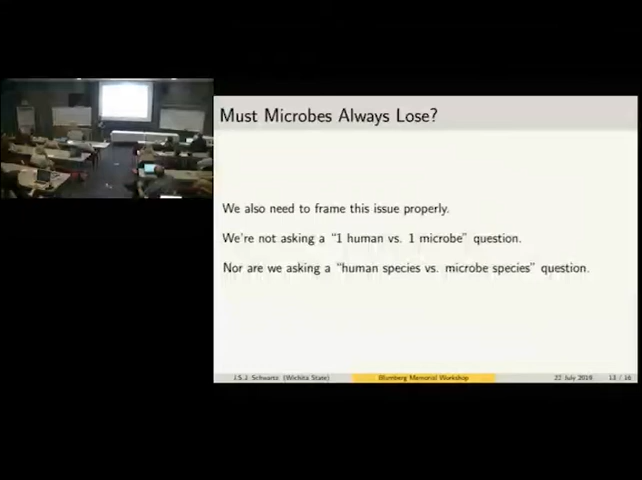 Must Microbes Always Lose?
We also need to frame this issue properly.
We're not asking a "1 human vs. 1 microbe" question.
Nor are we asking a "human species vs. microbe species" question.
J.S.J. Schwartz (Wichita State)
Blumberg Memorial Workshop
22 July 2019
13 / 16